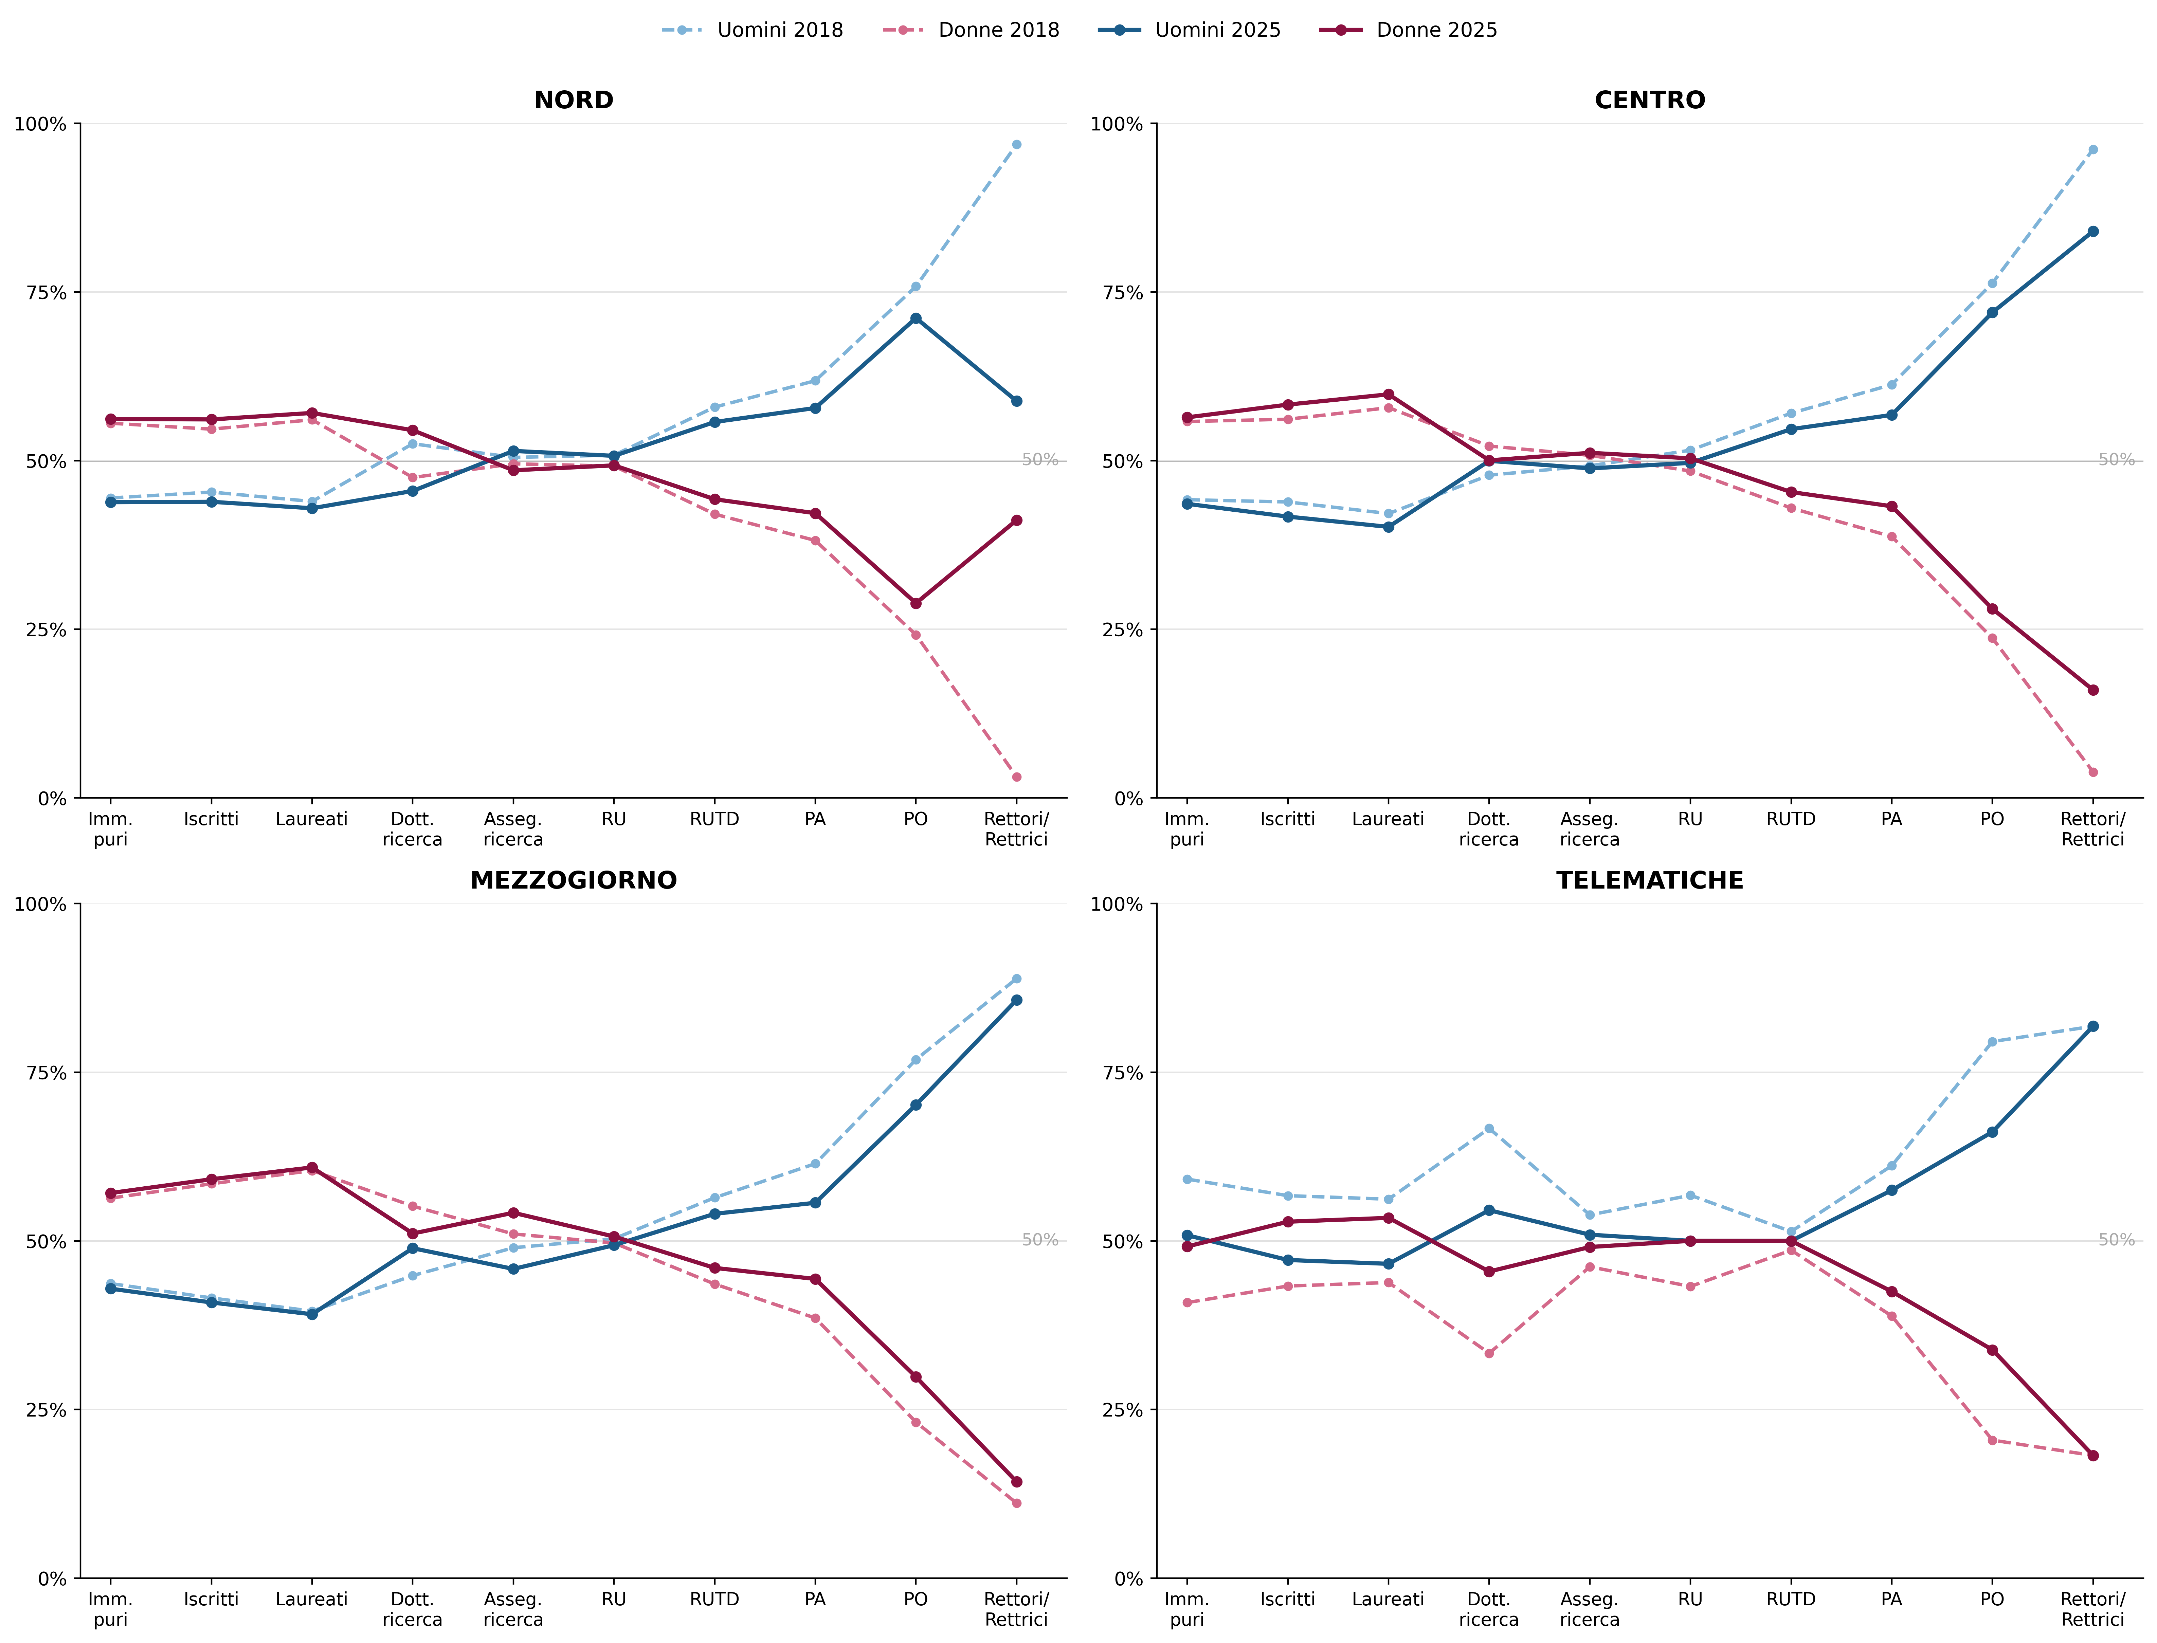 Uomini 2018 Donne 2018 Uomini 2025 Donne 2025
NORD
100%
75%
50%
25%
0%
50%
Imm. puri Iscritti Laureati Dott. ricerca Asseg. ricerca RU RUTD PA PO Rettori/ Rettrici
CENTRO
100%
75%
50%
25%
0%
50%
Imm. puri Iscritti Laureati Dott. ricerca Asseg. ricerca RU RUTD PA PO Rettori/ Rettrici
MEZZOGIORNO
100%
75%
50%
25%
0%
50%
Imm. puri Iscritti Laureati Dott. ricerca Asseg. ricerca RU RUTD PA PO Rettori/ Rettrici
TELEMATICHE
100%
75%
50%
25%
0%
50%
Imm. puri Iscritti Laureati Dott. ricerca Asseg. ricerca RU RUTD PA PO Rettori/ Rettrici